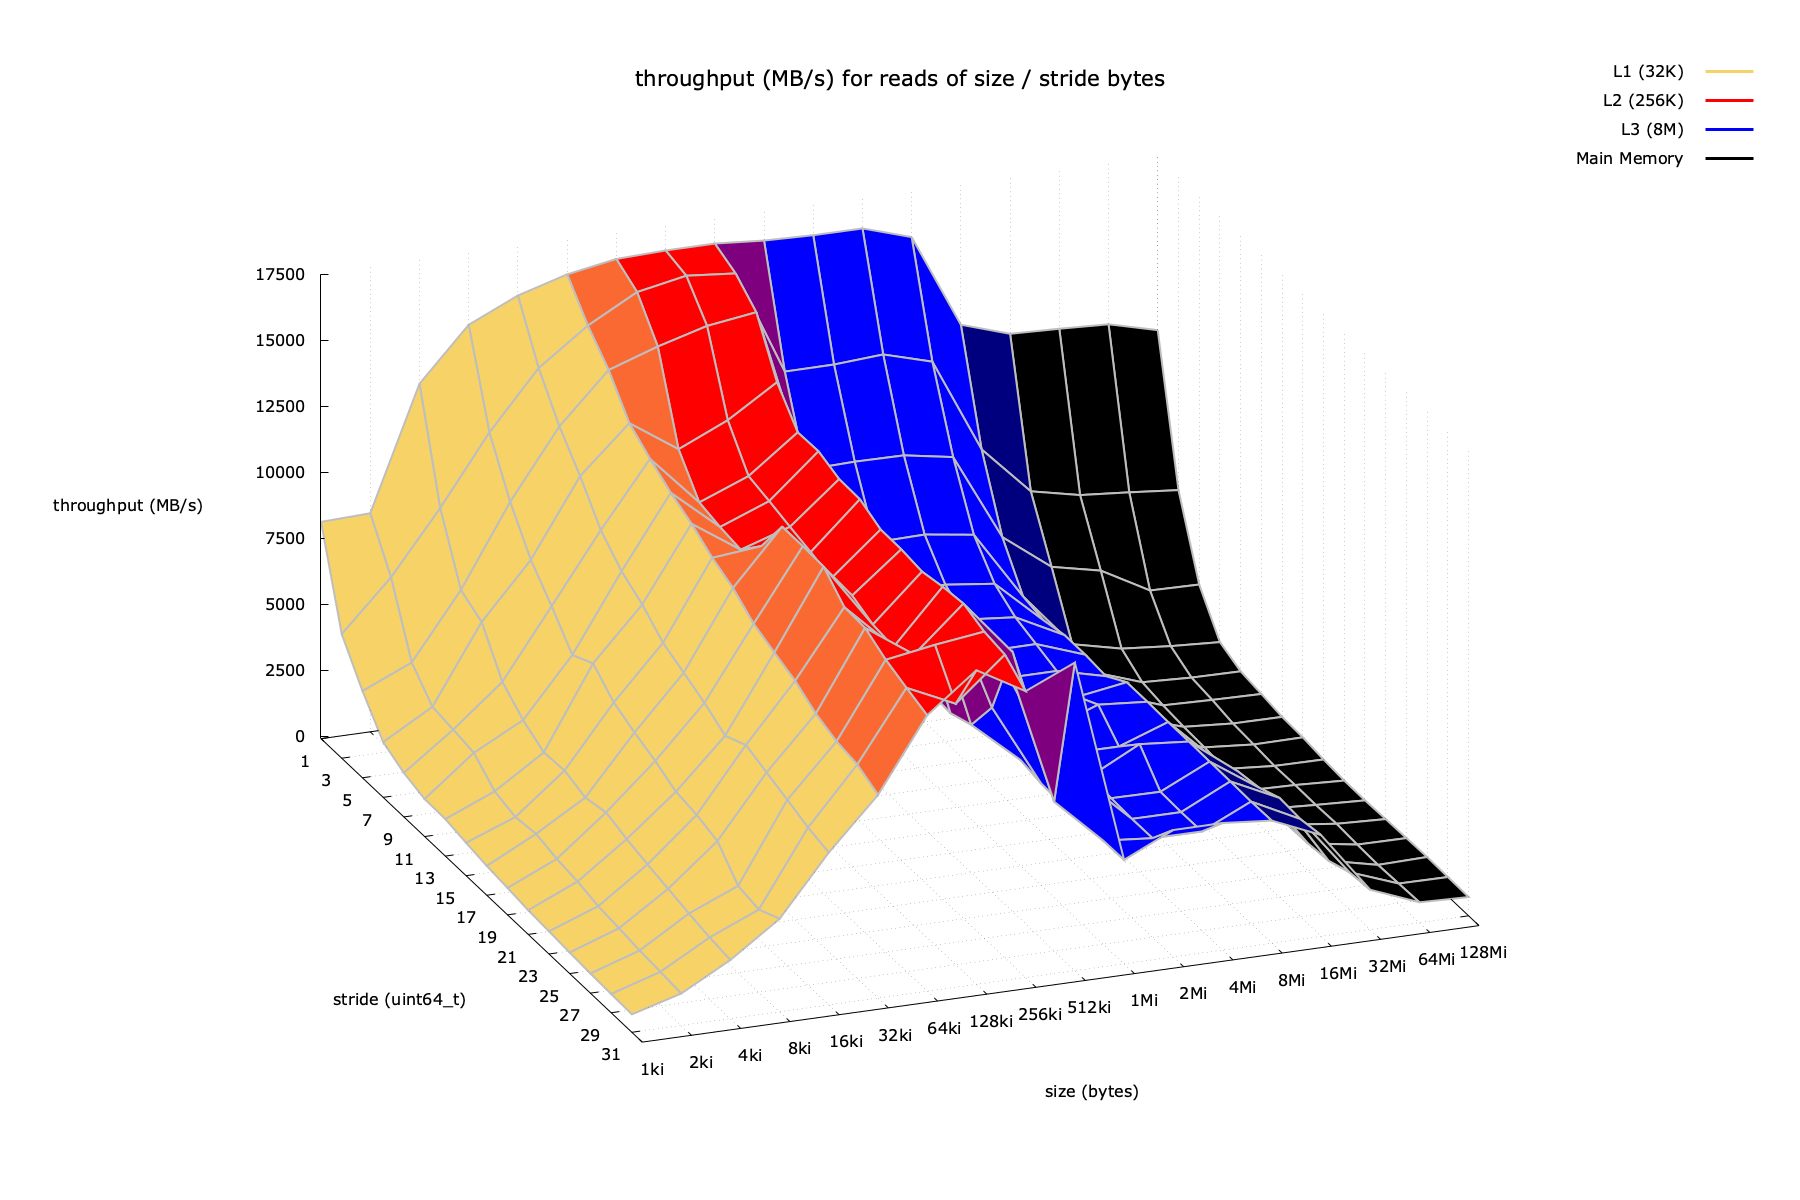 throughput (MB/s) for reads of size / stride bytes
L1 (32K)
L2 (256K)
L3 (8M)
Main Memory
17500
15000
12500
10000
7500
5000
2500
0
throughput (MB/s)
1
3
5
7
9
11
13
15
17
19
21
23
25
27
29
31
stride (uint64_t)
1ki
2ki
4ki
8ki
16ki
32ki
64ki
128ki
256ki
512ki
1Mi
2Mi
4Mi
8Mi
16Mi
32Mi
64Mi
128Mi
size (bytes)